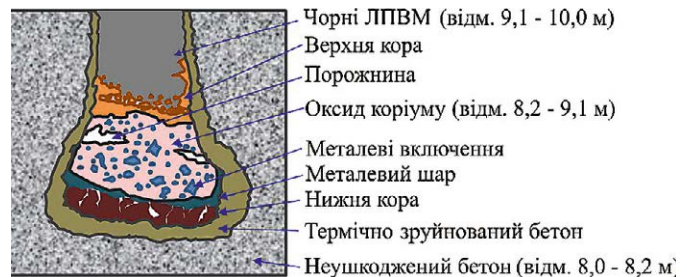 Чорні ЛПВМ (відм. 9,1 - 10,0 м)
Верхня кора
Порожнина
Оксид коріуму (відм. 8,2 - 9,1 м)
Металеві включення
Металевий шар
Нижня кора
Термічно зруйнований бетон
Неушкоджений бетон (відм. 8,0 - 8,2 м)